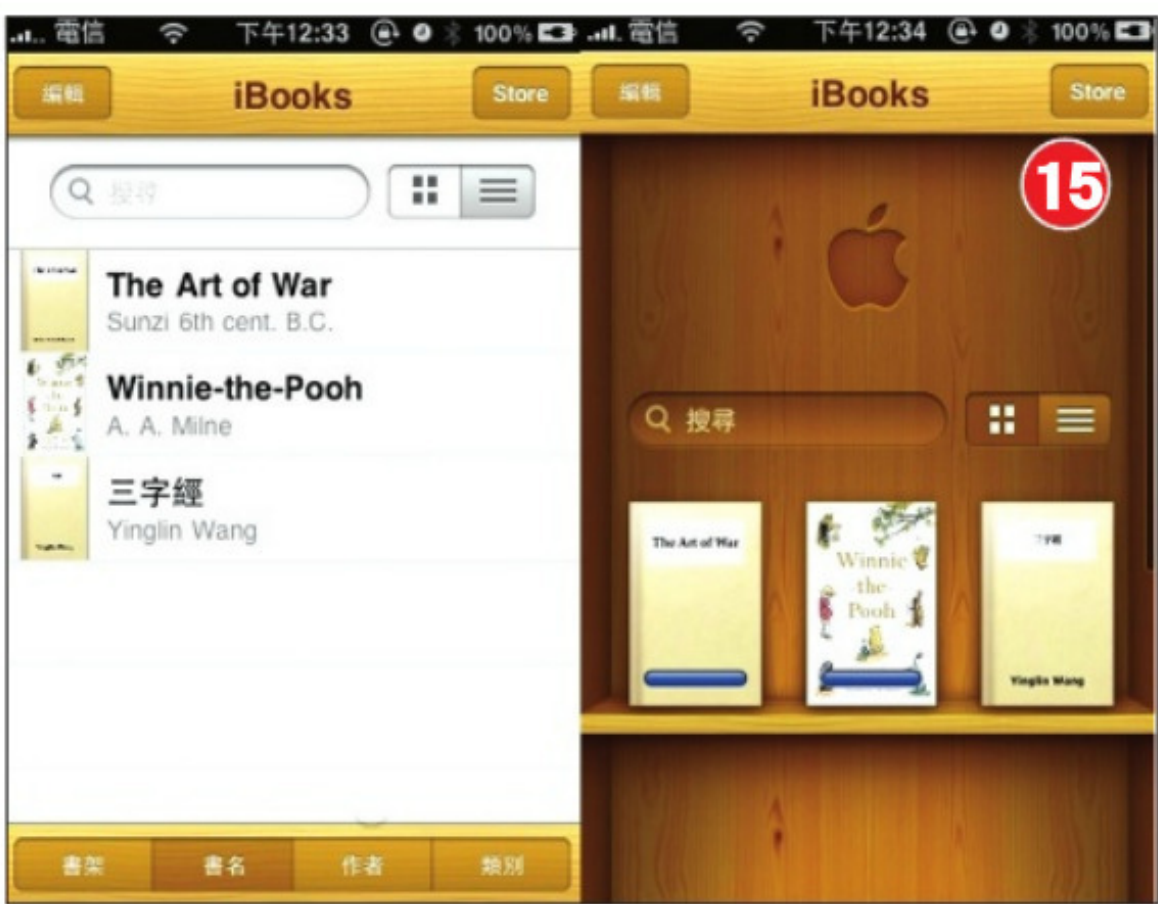 電信 下午12:33 100%
編輯 iBooks Store
搜尋
The Art of War
Sunzi 6th cent. B.C.
Winnie-the-Pooh
A. A. Milne
三字經
Yinglin Wang
書架 書名 作者 類別
電信 下午12:34 100%
編輯 iBooks Store
15
搜尋
The Art of War
Winnie
-the-
Pooh
三字經
Yinglin Wang